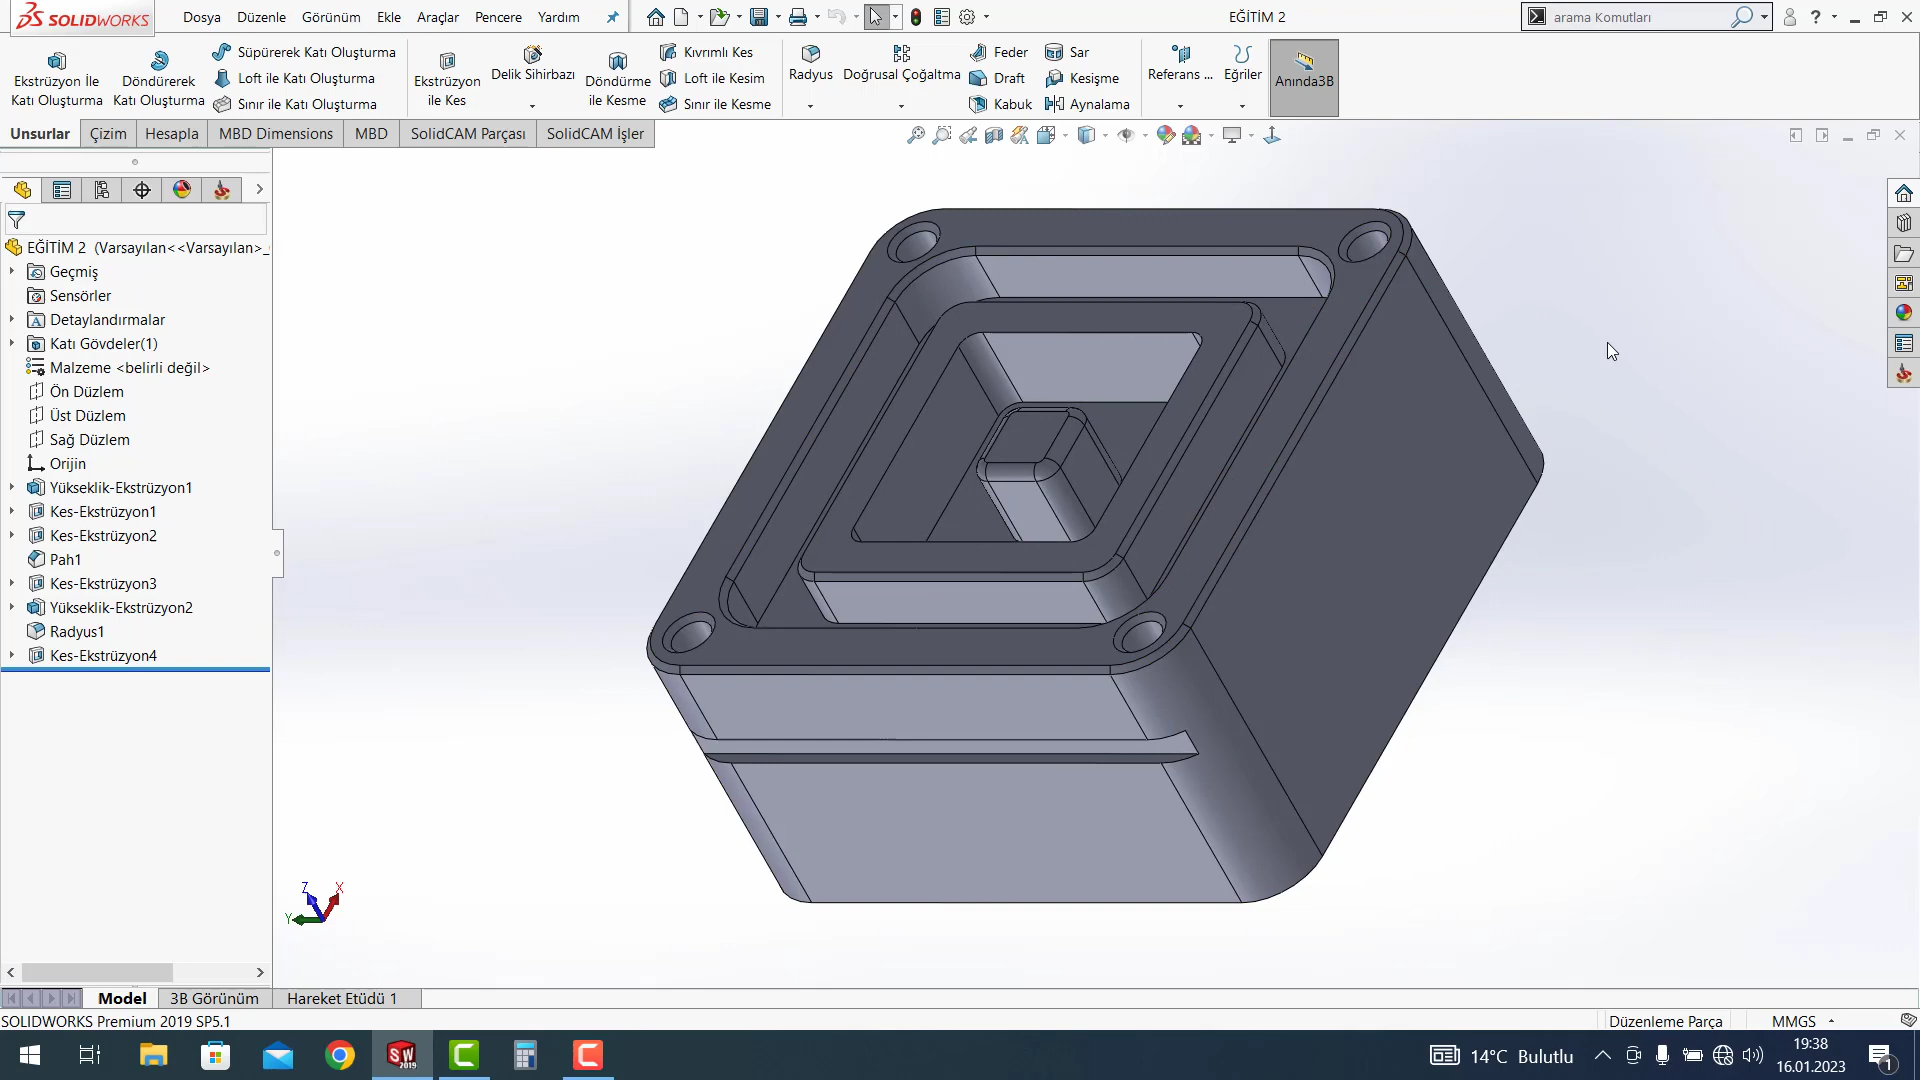 SOLIDWORKS
Dosya Düzenle Görünüm Ekle Araçlar Pencere Yardım
EĞİTİM 2
arama Komutları
Ekstrüzyon İle Katı Oluşturma
Döndürerek Katı Oluşturma
Süpürerek Katı Oluşturma
Loft ile Katı Oluşturma
Sınır ile Katı Oluşturma
Ekstrüzyon ile Kes
Delik Sihirbazı
Döndürme ile Kesme
Kıvrımlı Kes
Loft ile Kesim
Sınır ile Kesme
Radyus
Doğrusal Çoğaltma
Feder
Draft
Kabuk
Sar
Kesişme
Aynalama
Referans ...
Eğriler
Anında3B
Unsurlar Çizim Hesapla MBD Dimensions MBD SolidCAM Parçası SolidCAM İşler
EĞİTİM 2 (Varsayılan<<Varsayılan>_
Geçmiş
Sensörler
Detaylandırmalar
Katı Gövdeler(1)
Malzeme <belirli değil>
Ön Düzlem
Üst Düzlem
Sağ Düzlem
Orijin
Yükseklik-Ekstrüzyon1
Kes-Ekstrüzyon1
Kes-Ekstrüzyon2
Pah1
Kes-Ekstrüzyon3
Yükseklik-Ekstrüzyon2
Radyus1
Kes-Ekstrüzyon4
Z X
Y
Model 3B Görünüm Hareket Etüdü 1
SOLIDWORKS Premium 2019 SP5.1
Düzenleme Parça MMGS
SW 2019
14°C Bulutlu
19:38
16.01.2023
1